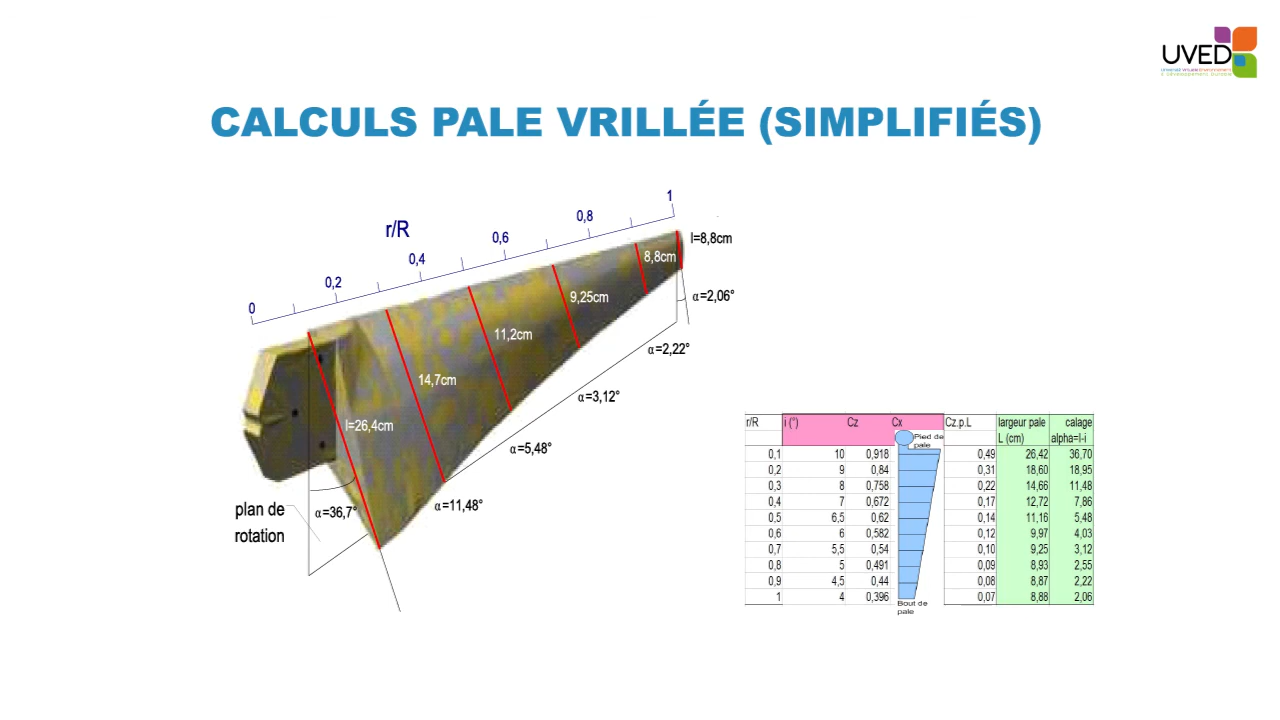 UVED
CALCULS PALE VRILLÉE (SIMPLIFIÉS)
r/R
0
0,2
0,4
0,6
0,8
1
l=8,8cm
8,8cm
9,25cm
11,2cm
14,7cm
l=26,4cm
α=2,06°
α=2,22°
α=3,12°
α=5,48°
α=11,48°
α=36,7°
plan de
rotation
r/R i (°) Cz Cx Cz.p.L largeur pale calage
L (cm) alpha=I-i
Pied de
pale
0,1 10 0,918 0,49 26,42 36,70
0,2 9 0,84 0,31 18,60 18,95
0,3 8 0,758 0,22 14,66 11,48
0,4 7 0,672 0,17 12,72 7,86
0,5 6,5 0,62 0,14 11,16 5,48
0,6 6 0,582 0,12 9,97 4,03
0,7 5,5 0,54 0,10 9,25 3,12
0,8 5 0,491 0,09 8,93 2,55
0,9 4,5 0,44 0,08 8,87 2,22
1 4 0,396 0,07 8,88 2,06
Bout de
pale